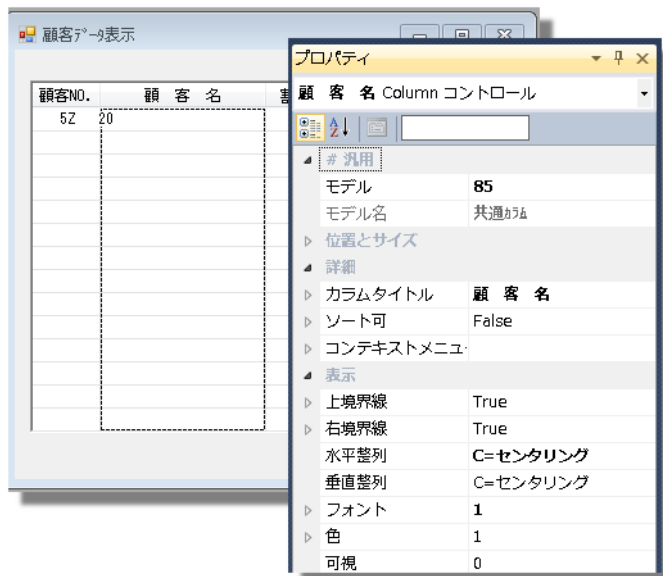 顧客ﾃﾞｰﾀ表示
顧客NO.
顧 客 名
5Z
20
プロパティ
顧 客 名 Column コントロール
# 汎用
モデル 85
モデル名 共通ｶﾗﾑ
位置とサイズ
詳細
カラムタイトル 顧 客 名
ソート可 False
コンテキストメニュー
表示
上境界線 True
右境界線 True
水平整列 C=センタリング
垂直整列 C=センタリング
フォント 1
色 1
可視 0